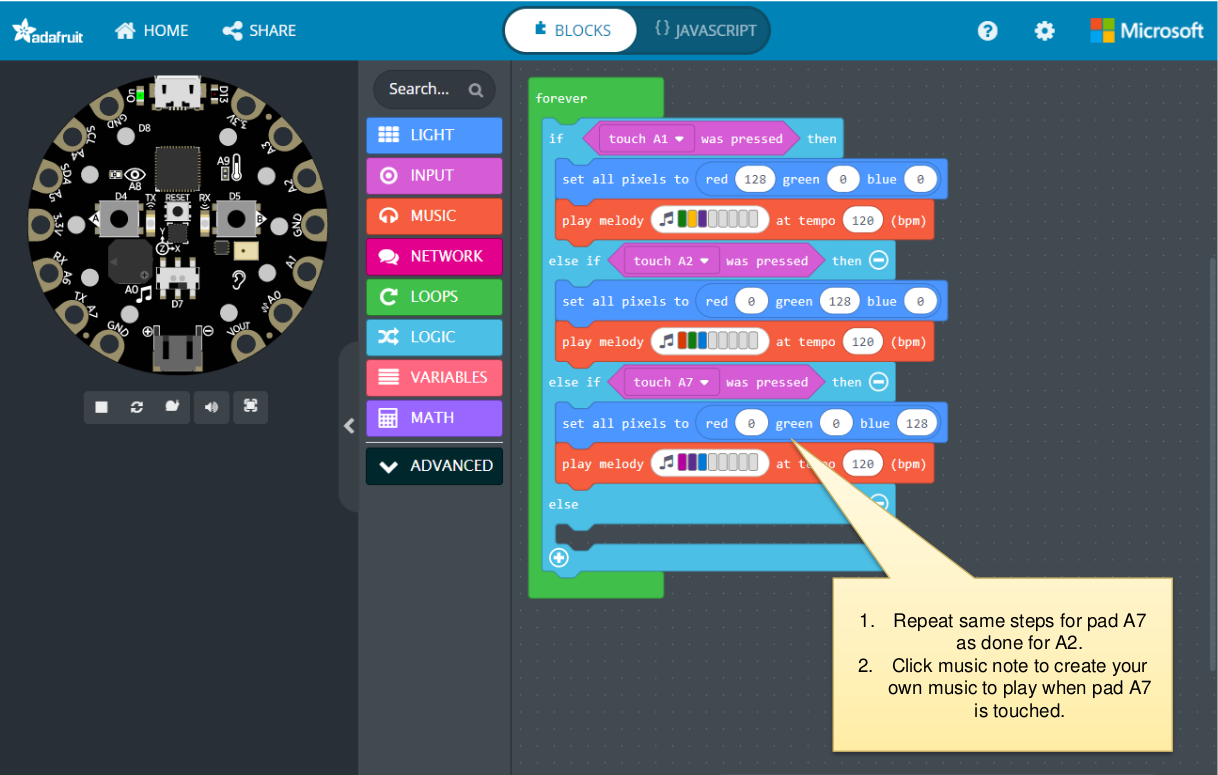 adafruit HOME SHARE BLOCKS {} JAVASCRIPT ? Microsoft
On D13
GND 3.3V
SCL A4 D8 A3
SDA A5 A9 A8 A2
D4 TX RESET RX D5
3.3V A B GND
Y Z X
RX A6 A0 A1
TX A7 D7 A0
GND VOUT
Search...
LIGHT
INPUT
MUSIC
NETWORK
LOOPS
LOGIC
VARIABLES
MATH
ADVANCED
forever
if touch A1 was pressed then
set all pixels to red 128 green 0 blue 0
play melody at tempo 120 (bpm)
else if touch A2 was pressed then
set all pixels to red 0 green 128 blue 0
play melody at tempo 120 (bpm)
else if touch A7 was pressed then
set all pixels to red 0 green 0 blue 128
play melody at tempo 120 (bpm)
else
1. Repeat same steps for pad A7
as done for A2.
2. Click music note to create your
own music to play when pad A7
is touched.